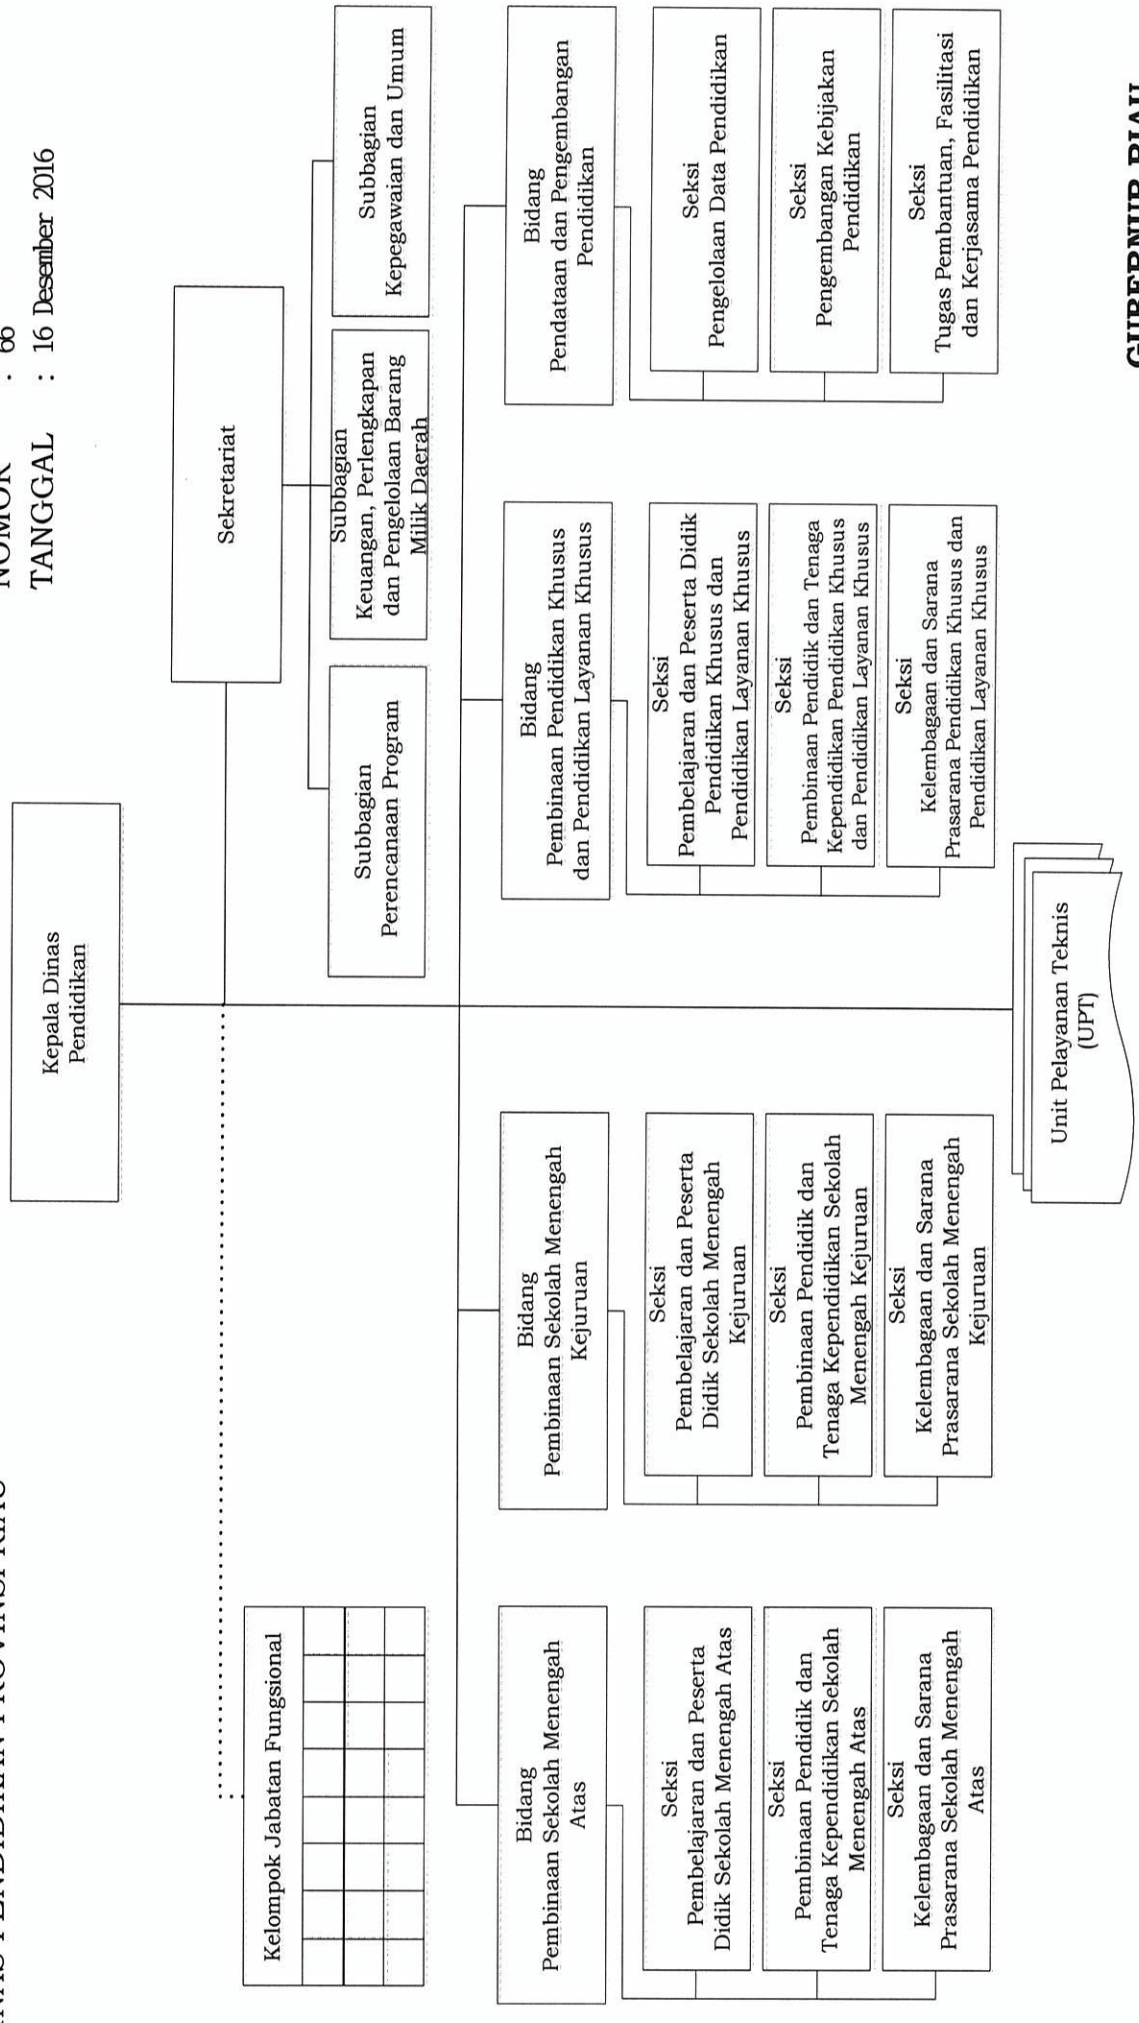 DINAS PENDIDIKAN PROVINSI RIAU
NOMOR : 66
TANGGAL : 16 Desember 2016
Kepala Dinas
Pendidikan
Sekretariat
Kelompok Jabatan Fungsional
Subbagian
Perencanaan Program
Subbagian
Keuangan, Perlengkapan
dan Pengelolaan Barang
Milik Daerah
Subbagian
Kepegawaian dan Umum
Bidang
Pembinaan Sekolah Menengah
Atas
Seksi
Pembelajaran dan Peserta
Didik Sekolah Menengah Atas
Seksi
Pembinaan Pendidik dan
Tenaga Kependidikan Sekolah
Menengah Atas
Seksi
Kelembagaan dan Sarana
Prasarana Sekolah Menengah
Atas
Bidang
Pembinaan Sekolah Menengah
Kejuruan
Seksi
Pembelajaran dan Peserta
Didik Sekolah Menengah
Kejuruan
Seksi
Pembinaan Pendidik dan
Tenaga Kependidikan Sekolah
Menengah Kejuruan
Seksi
Kelembagaan dan Sarana
Prasarana Sekolah Menengah
Kejuruan
Bidang
Pembinaan Pendidikan Khusus
dan Pendidikan Layanan Khusus
Seksi
Pembelajaran dan Peserta Didik
Pendidikan Khusus dan
Pendidikan Layanan Khusus
Seksi
Pembinaan Pendidik dan Tenaga
Kependidikan Pendidikan Khusus
dan Pendidikan Layanan Khusus
Seksi
Kelembagaan dan Sarana
Prasarana Pendidikan Khusus dan
Pendidikan Layanan Khusus
Bidang
Pendataan dan Pengembangan
Pendidikan
Seksi
Pengelolaan Data Pendidikan
Seksi
Pengembangan Kebijakan
Pendidikan
Seksi
Tugas Pembantuan, Fasilitasi
dan Kerjasama Pendidikan
Unit Pelayanan Teknis
(UPT)
GUBERNUR RIAU